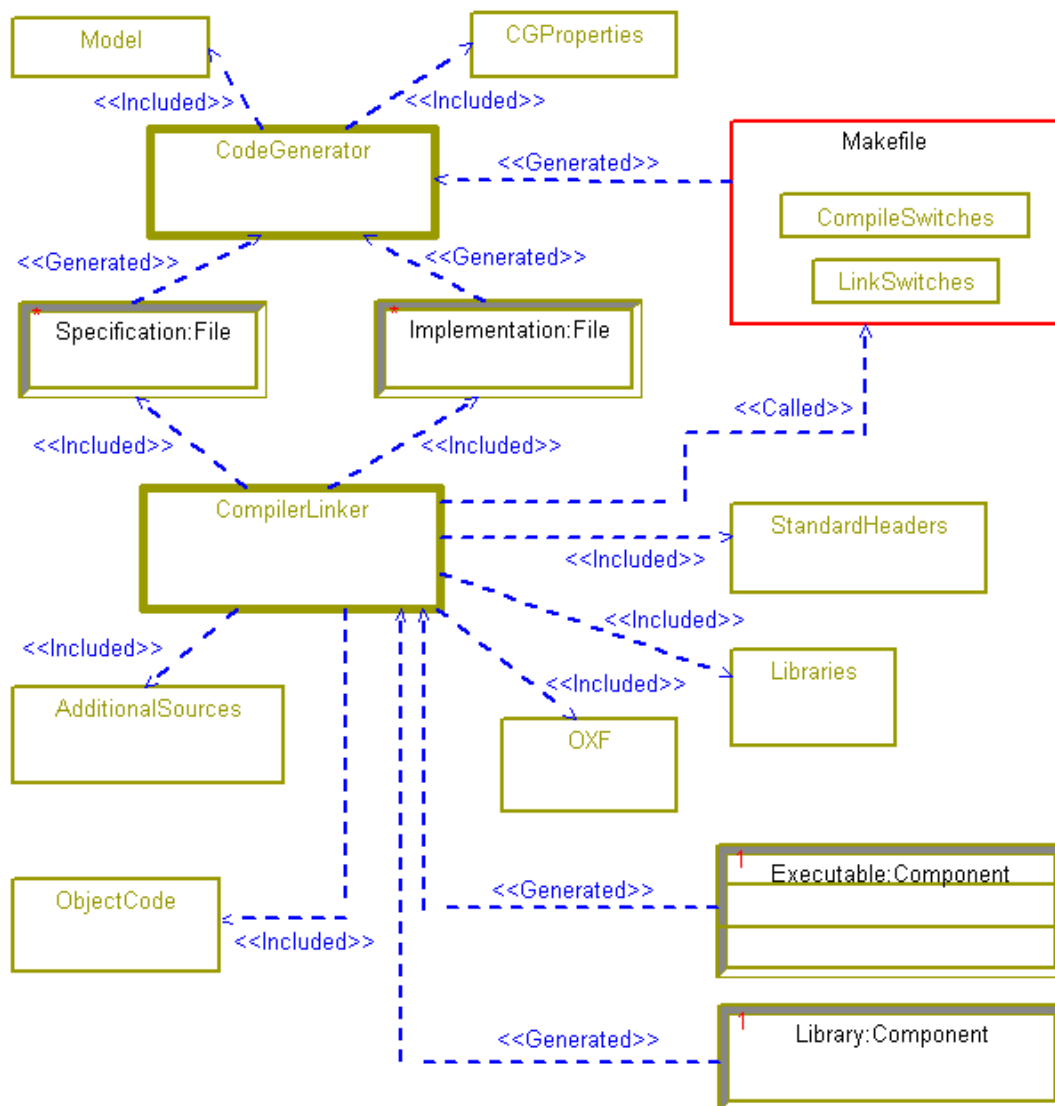 Model
CGProperties
<<Included>>
<<Included>>
CodeGenerator
<<Generated>>
Makefile
CompileSwitches
LinkSwitches
<<Generated>>
<<Generated>>
*
Specification:File
*
Implementation:File
<<Called>>
<<Included>>
<<Included>>
CompilerLinker
StandardHeaders
<<Included>>
<<Included>>
<<Included>>
Libraries
<<Included>>
AdditionalSources
OXF
1
Executable:Component
<<Generated>>
ObjectCode
<<Included>>
1
Library:Component
<<Generated>>